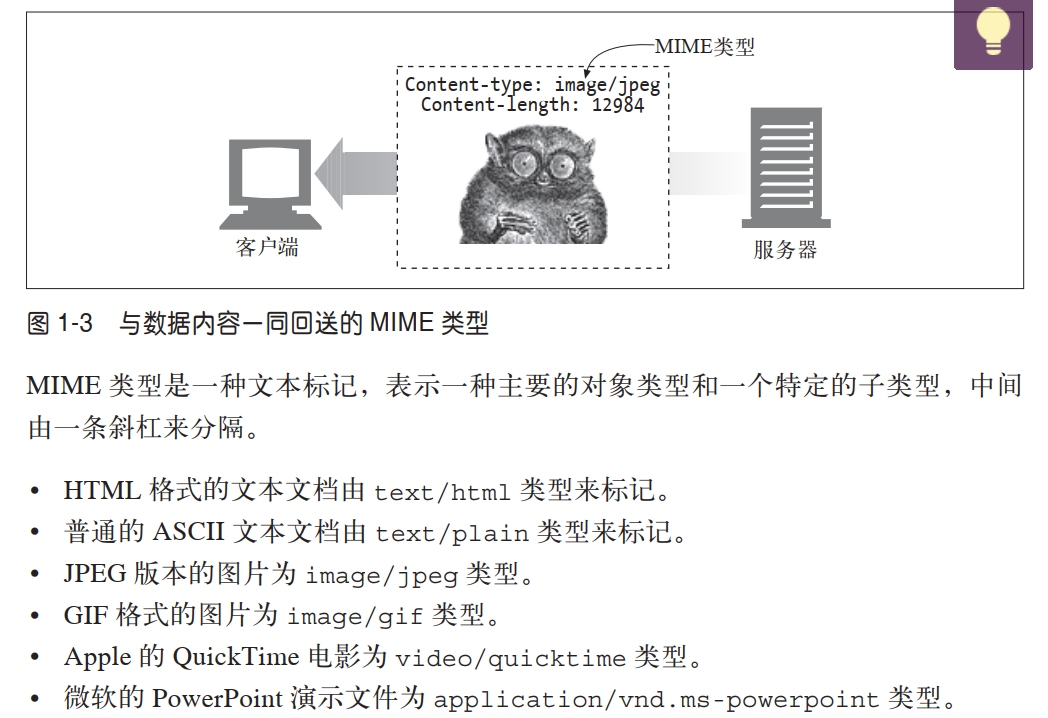 MIME类型
Content-type: image/jpeg
Content-length: 12984
客户端
服务器
图 1-3 与数据内容一同回送的 MIME 类型
MIME 类型是一种文本标记，表示一种主要的对象类型和一个特定的子类型，中间
由一条斜杠来分隔。
• HTML 格式的文本文档由 text/html 类型来标记。
• 普通的 ASCII 文本文档由 text/plain 类型来标记。
• JPEG 版本的图片为 image/jpeg 类型。
• GIF 格式的图片为 image/gif 类型。
• Apple 的 QuickTime 电影为 video/quicktime 类型。
• 微软的 PowerPoint 演示文件为 application/vnd.ms-powerpoint 类型。